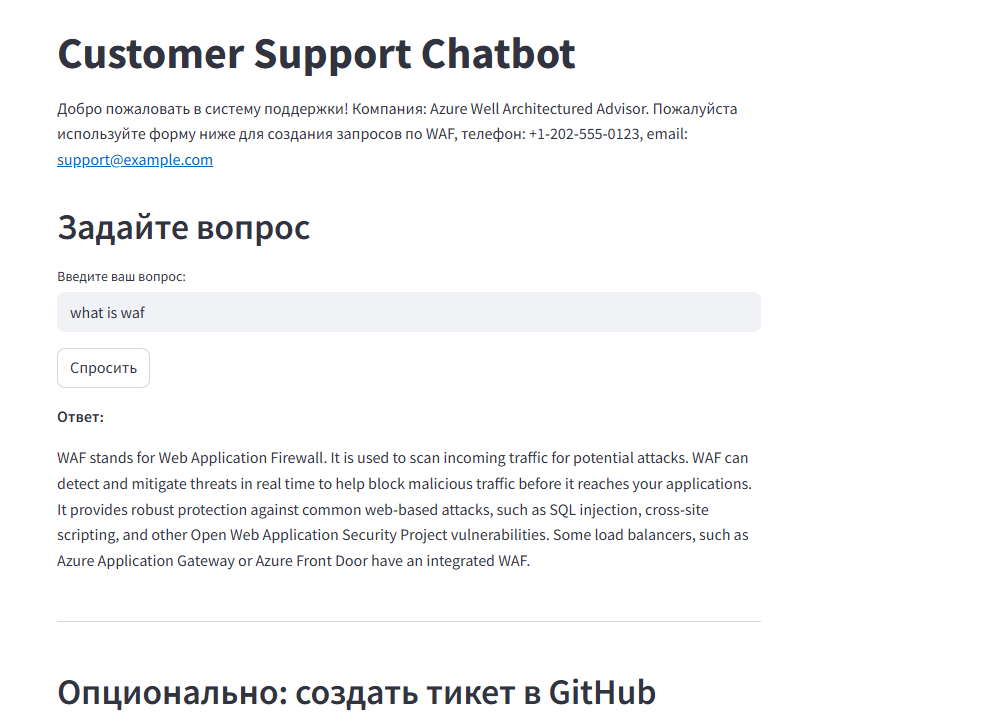 Customer Support Chatbot
Добро пожаловать в систему поддержки! Компания: Azure Well Architectured Advisor. Пожалуйста
используйте форму ниже для создания запросов по WAF, телефон: +1-202-555-0123, email:
support@example.com
Задайте вопрос
Введите ваш вопрос:
what is waf
Спросить
Ответ:
WAF stands for Web Application Firewall. It is used to scan incoming traffic for potential attacks. WAF can
detect and mitigate threats in real time to help block malicious traffic before it reaches your applications.
It provides robust protection against common web-based attacks, such as SQL injection, cross-site
scripting, and other Open Web Application Security Project vulnerabilities. Some load balancers, such as
Azure Application Gateway or Azure Front Door have an integrated WAF.
Опционально: создать тикет в GitHub